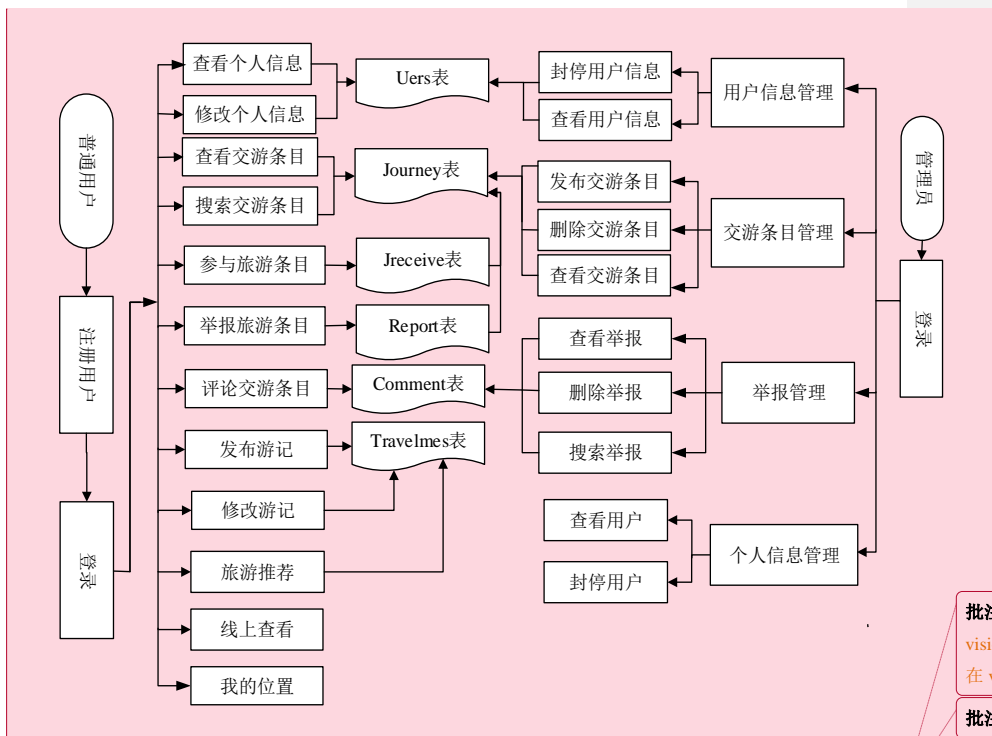 普通用户
注册用户
登录
查看个人信息
修改个人信息
查看交游条目
搜索交游条目
参与旅游条目
举报旅游条目
评论交游条目
发布游记
修改游记
旅游推荐
线上查看
我的位置
Uers表
Journey表
Jreceive表
Report表
Comment表
Travelmes表
封停用户信息
查看用户信息
发布交游条目
删除交游条目
查看交游条目
查看举报
删除举报
搜索举报
查看用户
封停用户
用户信息管理
交游条目管理
举报管理
个人信息管理
管理员
登录
批注
visi
在 v
批注